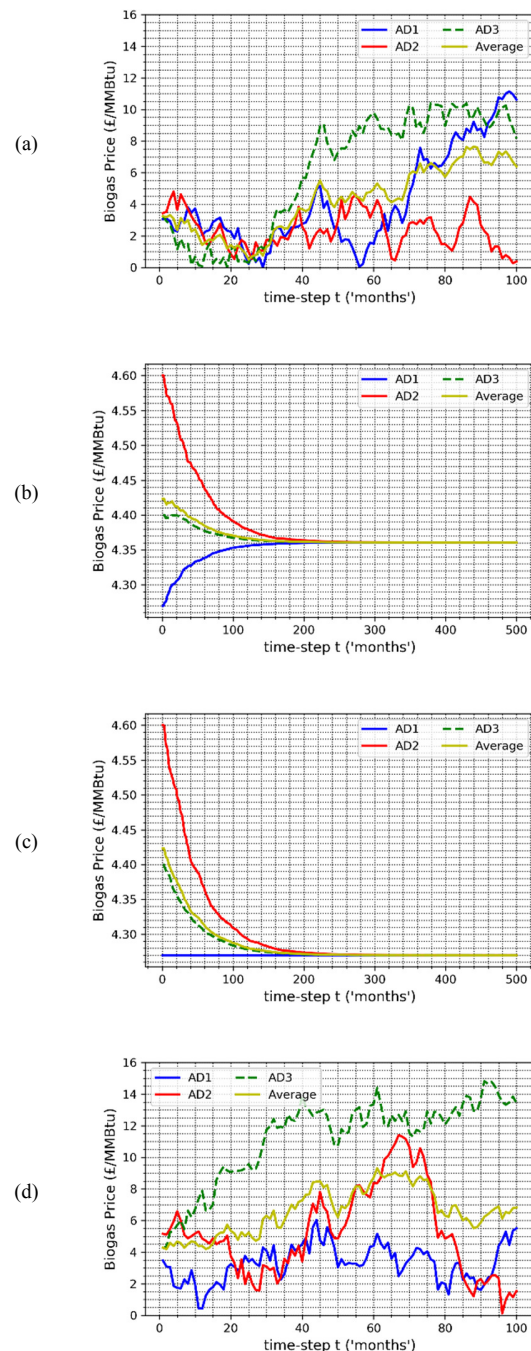 (a)
Biogas Price (£/MMBtu)
16
14
12
10
8
6
4
2
0
AD1 AD3
AD2 Average
0 20 40 60 80 100
time-step t ('months')
(b)
Biogas Price (£/MMBtu)
4.60
4.55
4.50
4.45
4.40
4.35
4.30
AD1 AD3
AD2 Average
0 100 200 300 400 500
time-step t ('months')
(c)
Biogas Price (£/MMBtu)
4.60
4.55
4.50
4.45
4.40
4.35
4.30
AD1 AD3
AD2 Average
0 100 200 300 400 500
time-step t ('months')
(d)
Biogas Price (£/MMBtu)
16
14
12
10
8
6
4
2
0
AD1 AD3
AD2 Average
0 20 40 60 80 100
time-step t ('months')